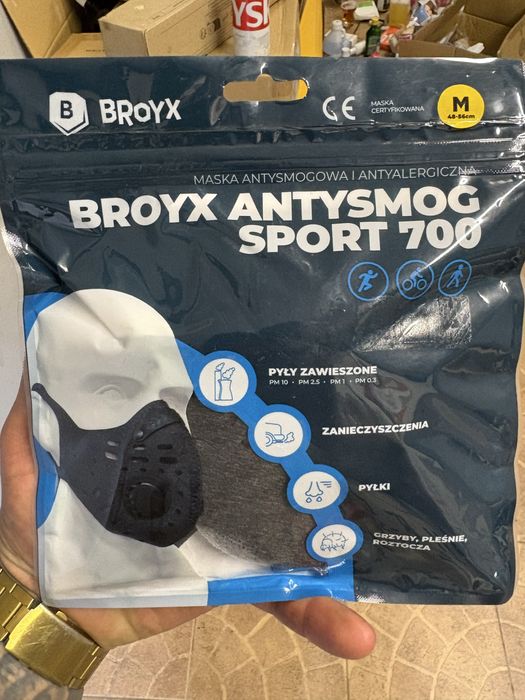 YSI
BROYX
CE
MASKA
CERTYFIKOWANA
M
48-56cm
MASKA ANTYSMOGOWA I ANTYALERGICZNA
BROYX ANTYSMOG
SPORT 700
PYŁY ZAWIESZONE
PM 10 • PM 2.5 • PM 1 • PM 0.3
ZANIECZYSZCZENIA
PYŁKI
GRZYBY, PLEŚNIE,
ROZTOCZA